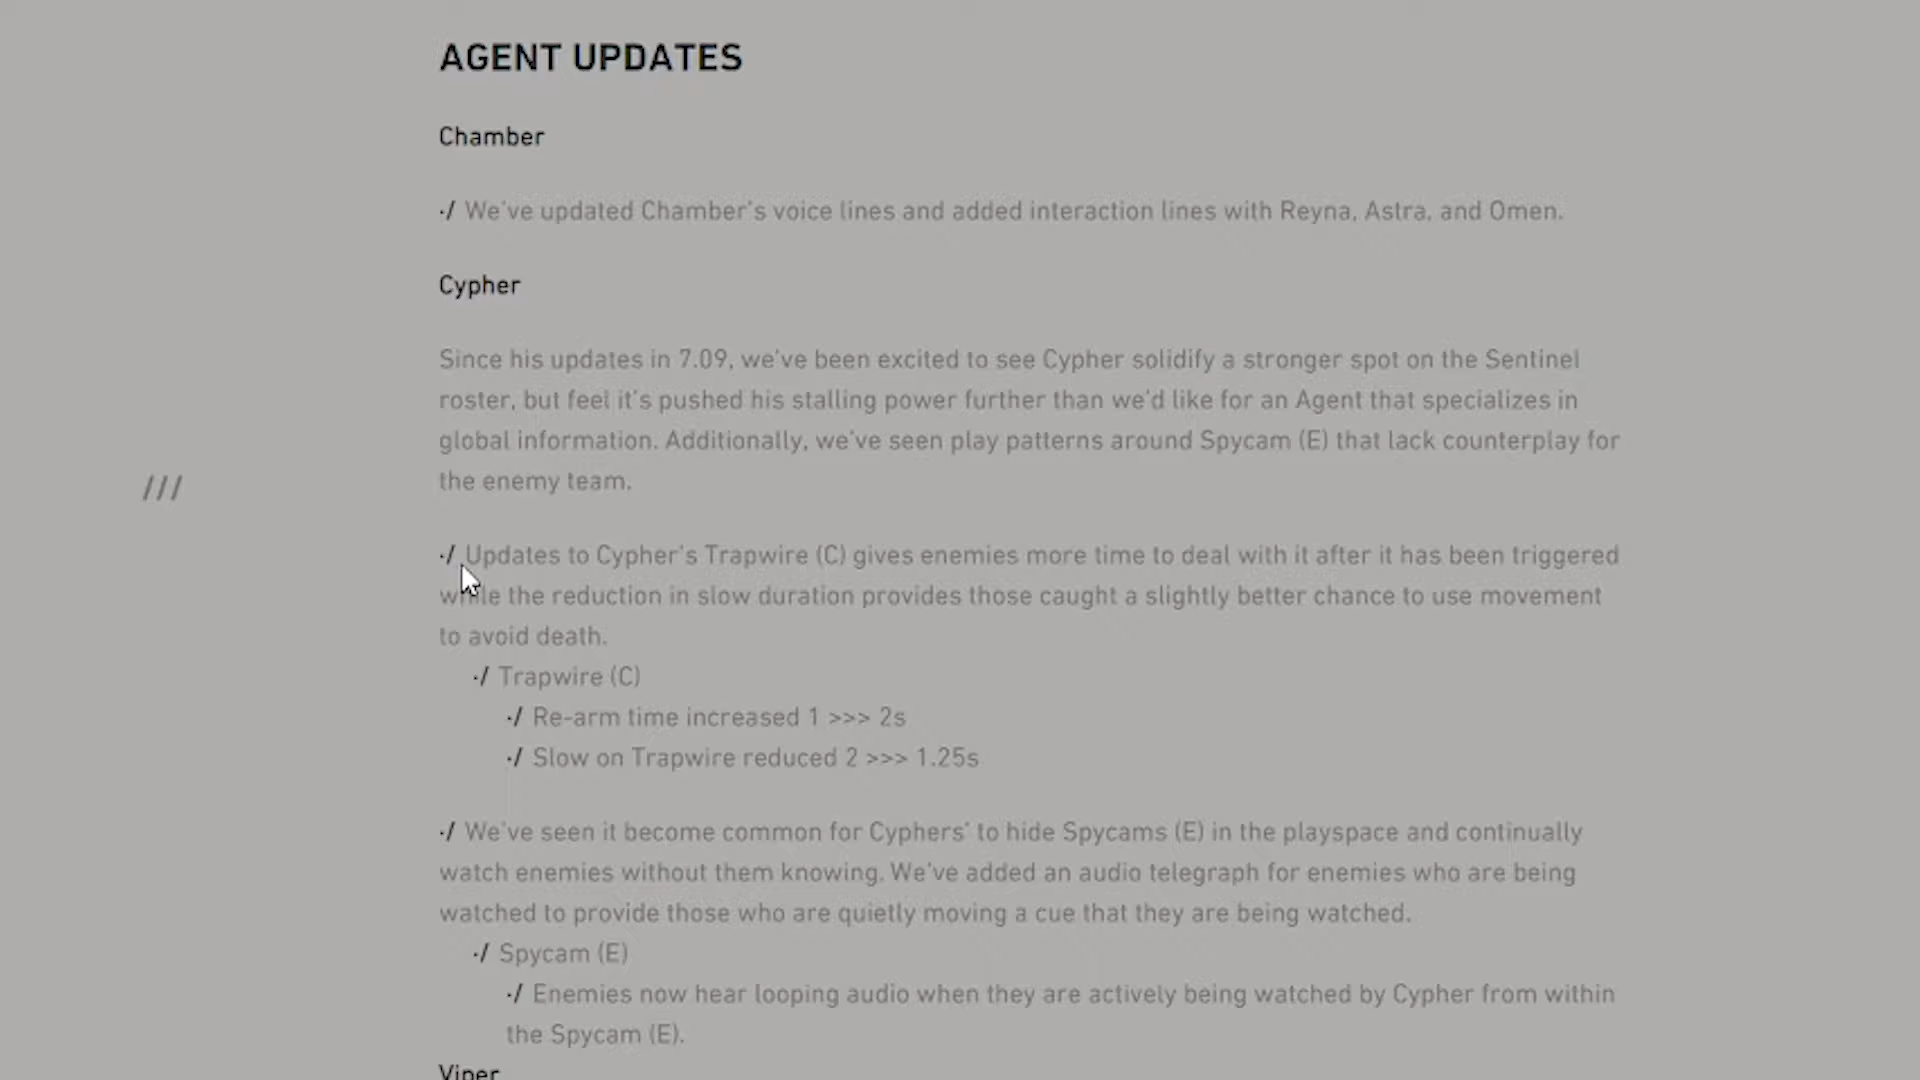 AGENT UPDATES
Chamber
·/ We've updated Chamber's voice lines and added interaction lines with Reyna, Astra, and Omen.
Cypher
Since his updates in 7.09, we've been excited to see Cypher solidify a stronger spot on the Sentinel
roster, but feel it's pushed his stalling power further than we'd like for an Agent that specializes in
global information. Additionally, we've seen play patterns around Spycam (E) that lack counterplay for
the enemy team.
///
·/ Updates to Cypher's Trapwire (C) gives enemies more time to deal with it after it has been triggered
while the reduction in slow duration provides those caught a slightly better chance to use movement
to avoid death.
·/ Trapwire (C)
·/ Re-arm time increased 1 >>> 2s
·/ Slow on Trapwire reduced 2 >>> 1.25s
·/ We've seen it become common for Cyphers' to hide Spycams (E) in the playspace and continually
watch enemies without them knowing. We've added an audio telegraph for enemies who are being
watched to provide those who are quietly moving a cue that they are being watched.
·/ Spycam (E)
·/ Enemies now hear looping audio when they are actively being watched by Cypher from within
the Spycam (E).
Viper